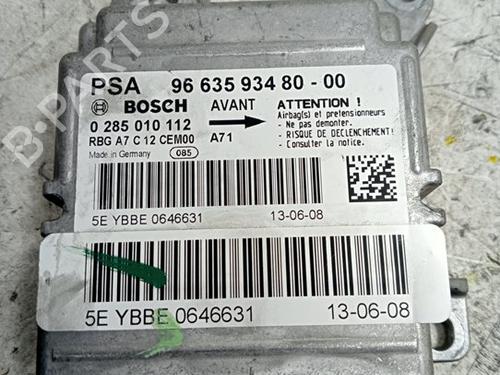 PSA 96 635 934 80 - 00
BOSCH AVANT ATTENTION !
Airbag(s) et pretensionneurs
0 285 010 112 - Ne pas demonter.
RBG A7 C 12 CEM00 A71 - RISQUE DE DECLENCHEMENT!
Made in Germany 085 - Consulter la notice.
5E YBBE 0646631 13-06-08
5E YBBE 0646631 13-06-08
B PARTS